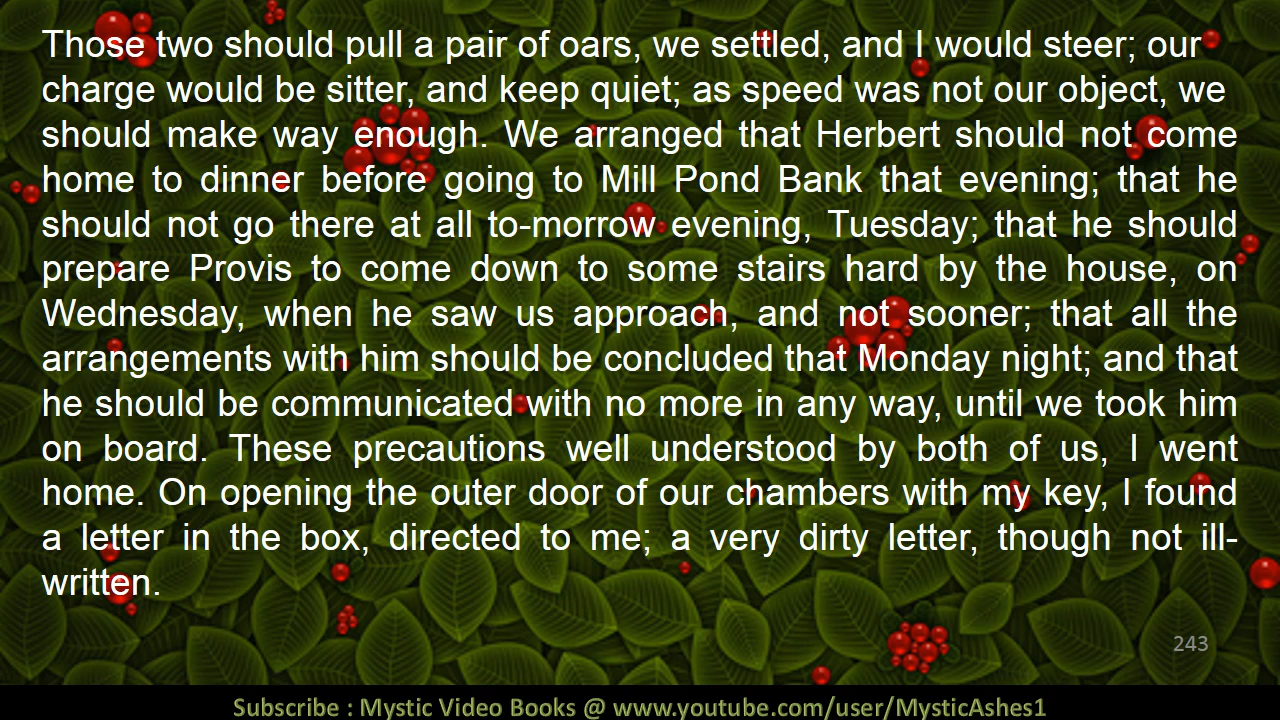 Those two should pull a pair of oars, we settled, and I would steer; our
charge would be sitter, and keep quiet; as speed was not our object, we
should make way enough. We arranged that Herbert should not come
home to dinner before going to Mill Pond Bank that evening; that he
should not go there at all to-morrow evening, Tuesday; that he should
prepare Provis to come down to some stairs hard by the house, on
Wednesday, when he saw us approach, and not sooner; that all the
arrangements with him should be concluded that Monday night; and that
he should be communicated with no more in any way, until we took him
on board. These precautions well understood by both of us, I went
home. On opening the outer door of our chambers with my key, I found
a letter in the box, directed to me; a very dirty letter, though not ill-
written.
243
Subscribe : Mystic Video Books @ www.youtube.com/user/MysticAshes1